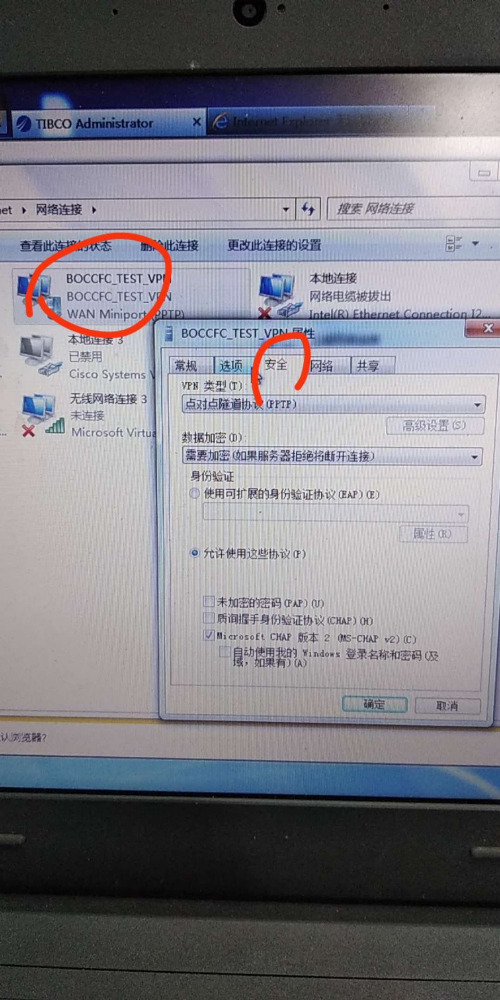 TIBCO Administrator
Internet Explorer
net ▸ 网络连接 ▸
搜索 网络连接
查看此连接的状态 删除此连接 更改此连接的设置
BOCCFC_TEST_VPN
BOCCFC_TEST_VPN
WAN Miniport (PPTP)
本地连接
网络电缆被拔出
Intel(R) Ethernet Connection I2...
本地连接 3
已禁用
Cisco Systems V
无线网络连接 3
未连接
Microsoft Virtua
BOCCFC_TEST_VPN 属性
常规 选项 安全 网络 共享
VPN 类型(T):
点对点隧道协议(PPTP)
高级设置(S)
数据加密(D):
需要加密(如果服务器拒绝将断开连接)
身份验证
使用可扩展的身份验证协议(EAP)(E)
属性(R)
允许使用这些协议(P)
未加密的密码(PAP)(U)
质询握手身份验证协议(CHAP)(H)
Microsoft CHAP 版本 2 (MS-CHAP v2)(C)
自动使用我的 Windows 登录名称和密码(及
域，如果有)(A)
确定 取消
认浏览器?